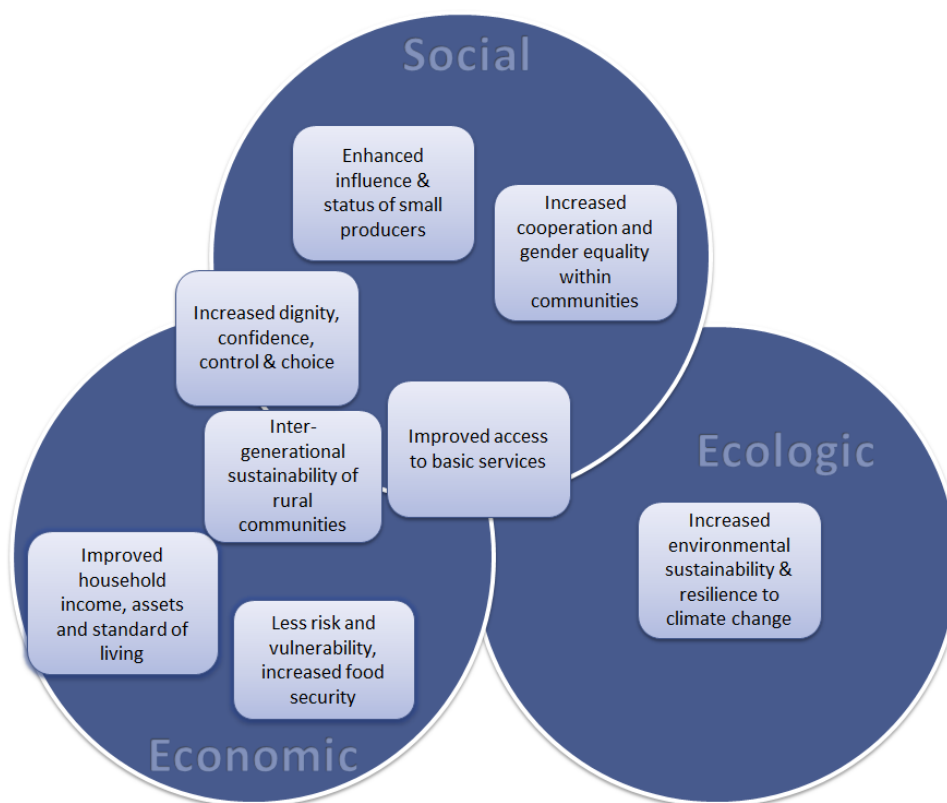 Social
Enhanced
influence &
status of small
producers
Increased
cooperation and
gender equality
within
communities
Increased dignity,
confidence,
control & choice
Inter-
generational
sustainability of
rural
communities
Improved access
to basic services
Ecologic
Increased
environmental
sustainability &
resilience to
climate change
Improved
household
income, assets
and standard of
living
Less risk and
vulnerability,
increased food
security
Economic